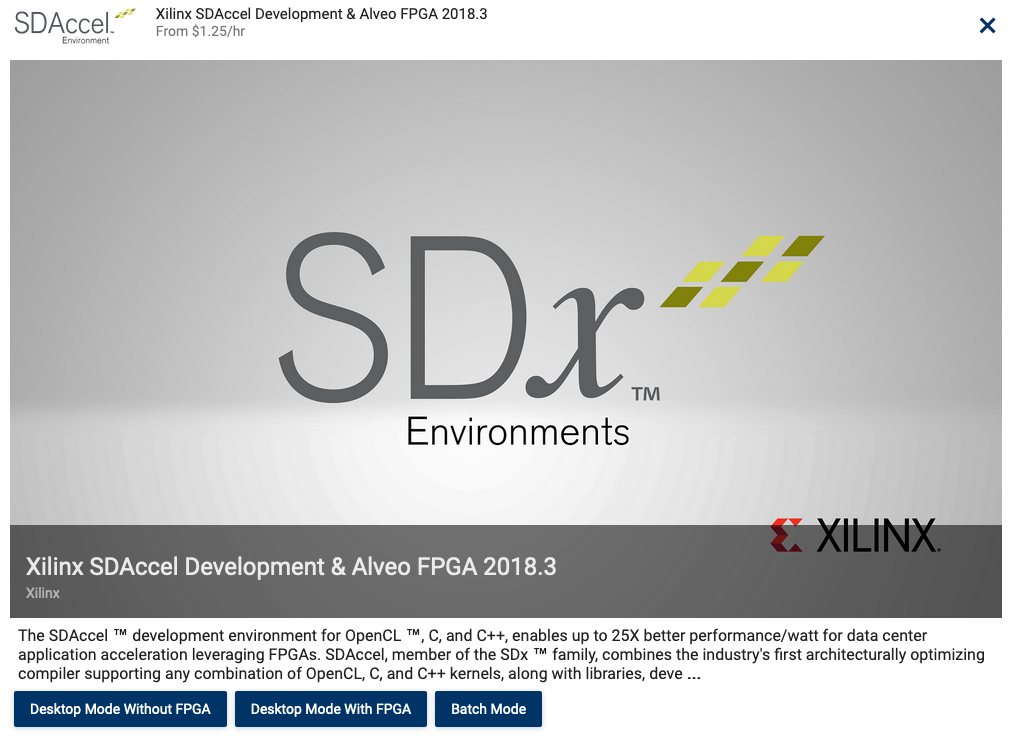 SDAccel™
Environment
Xilinx SDAccel Development & Alveo FPGA 2018.3
From $1.25/hr
SDx™
Environments
XILINX.
Xilinx SDAccel Development & Alveo FPGA 2018.3
Xilinx
The SDAccel ™ development environment for OpenCL ™, C, and C++, enables up to 25X better performance/watt for data center
application acceleration leveraging FPGAs. SDAccel, member of the SDx ™ family, combines the industry's first architecturally optimizing
compiler supporting any combination of OpenCL, C, and C++ kernels, along with libraries, deve ...
Desktop Mode Without FPGA
Desktop Mode With FPGA
Batch Mode